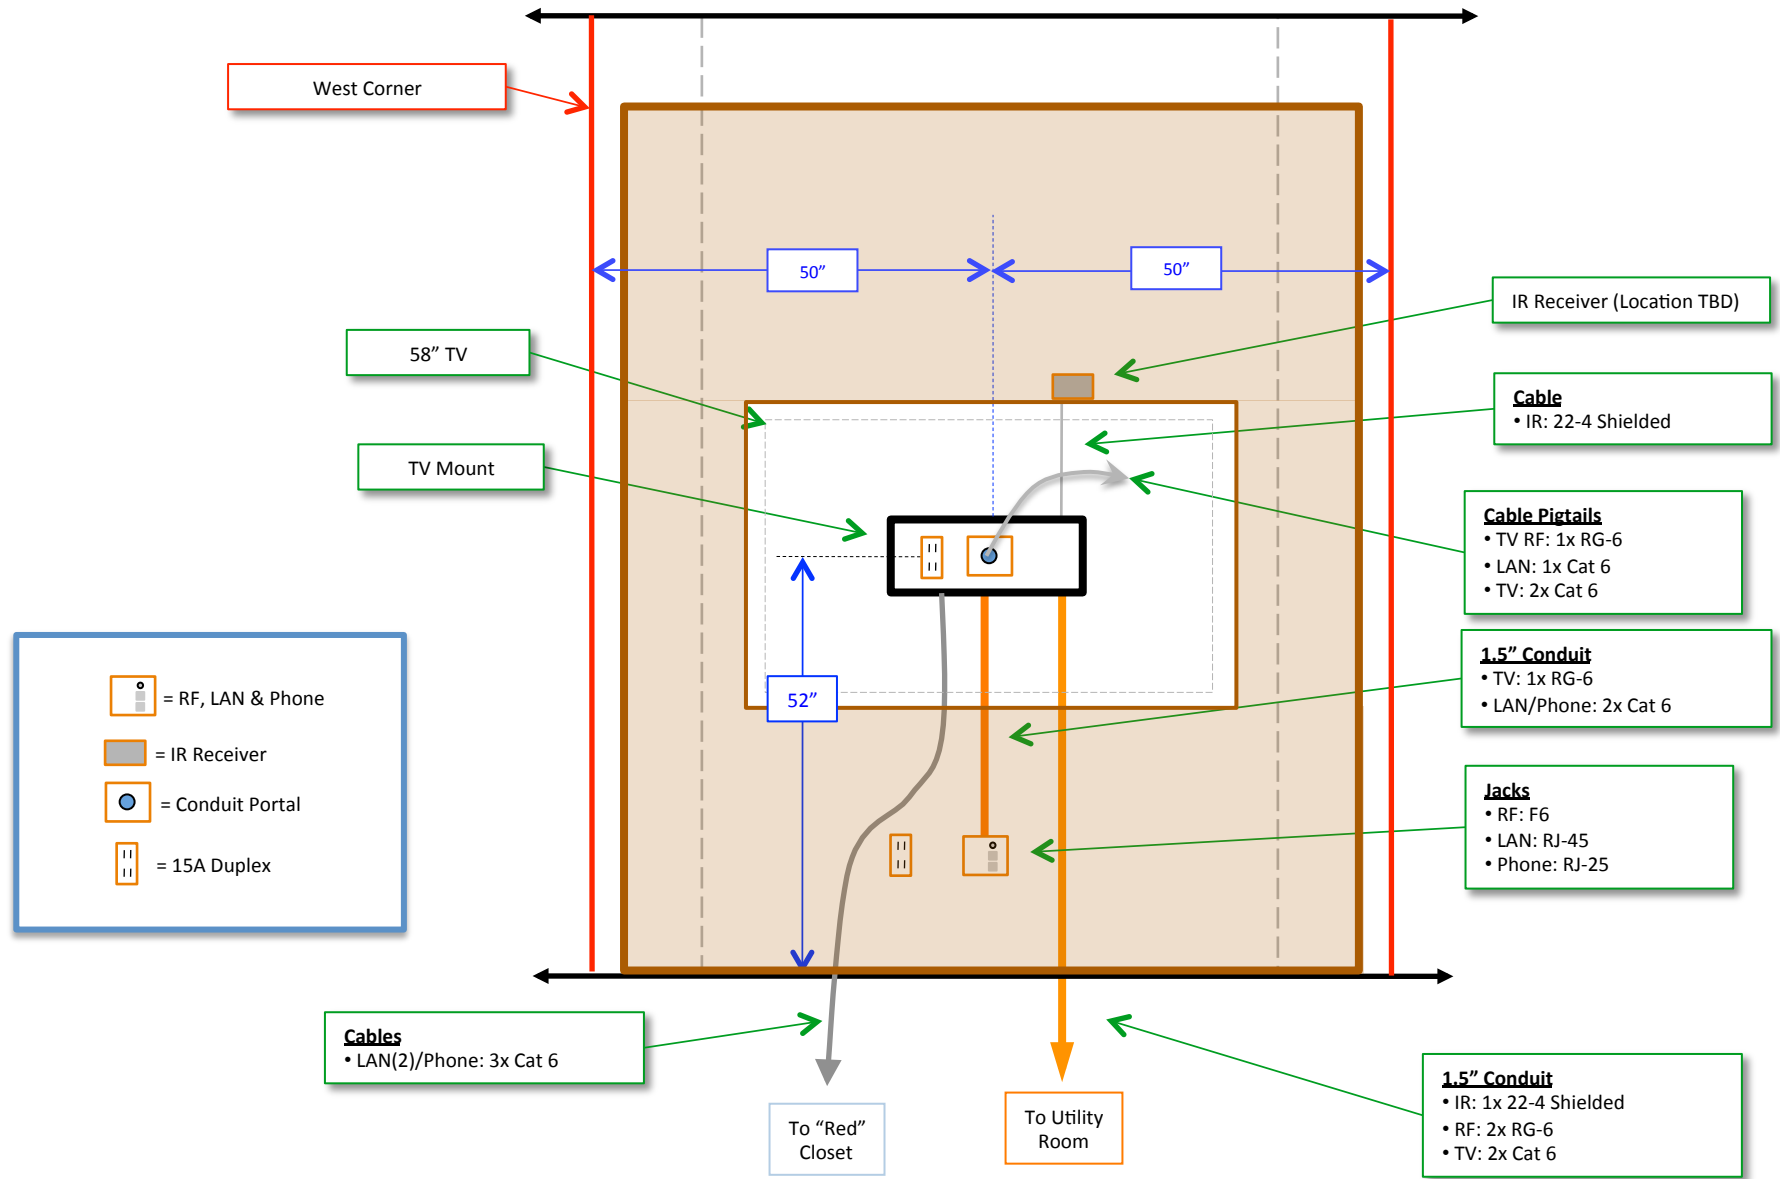 West Corner
50”
50”
IR Receiver (Location TBD)
58” TV
Cable
• IR: 22-4 Shielded
TV Mount
Cable Pigtails
• TV RF: 1x RG-6
• LAN: 1x Cat 6
• TV: 2x Cat 6
1.5” Conduit
• TV: 1x RG-6
• LAN/Phone: 2x Cat 6
52”
= RF, LAN & Phone
= IR Receiver
= Conduit Portal
= 15A Duplex
Jacks
• RF: F6
• LAN: RJ-45
• Phone: RJ-25
Cables
• LAN(2)/Phone: 3x Cat 6
1.5” Conduit
• IR: 1x 22-4 Shielded
• RF: 2x RG-6
• TV: 2x Cat 6
To “Red”
Closet
To Utility
Room